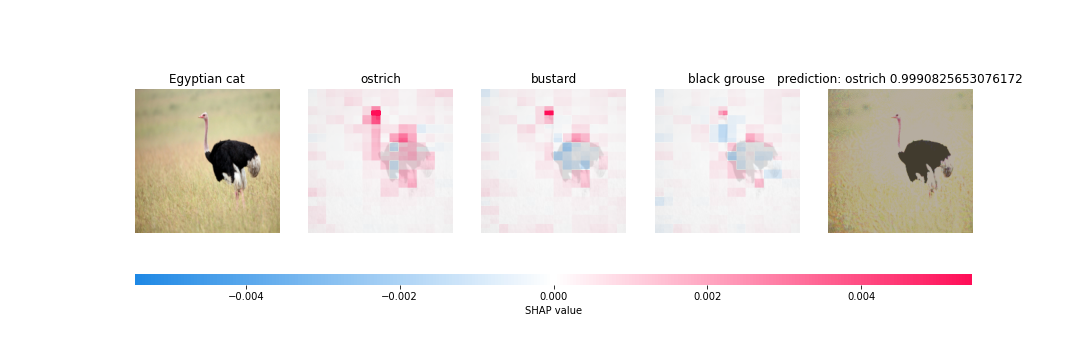 Egyptian cat
ostrich
bustard
black grouse
prediction: ostrich 0.9990825653076172
−0.004
−0.002
0.000
0.002
0.004
SHAP value